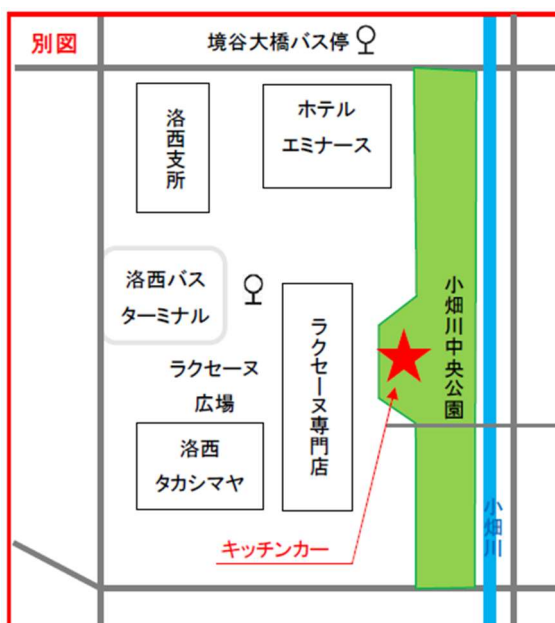 別図
境谷大橋バス停
洛西支所
ホテル
エミナース
洛西バス
ターミナル
小畑川中央公園
ラクセーヌ専門店
ラクセーヌ
広場
洛西
タカシマヤ
キッチンカー
小畑川